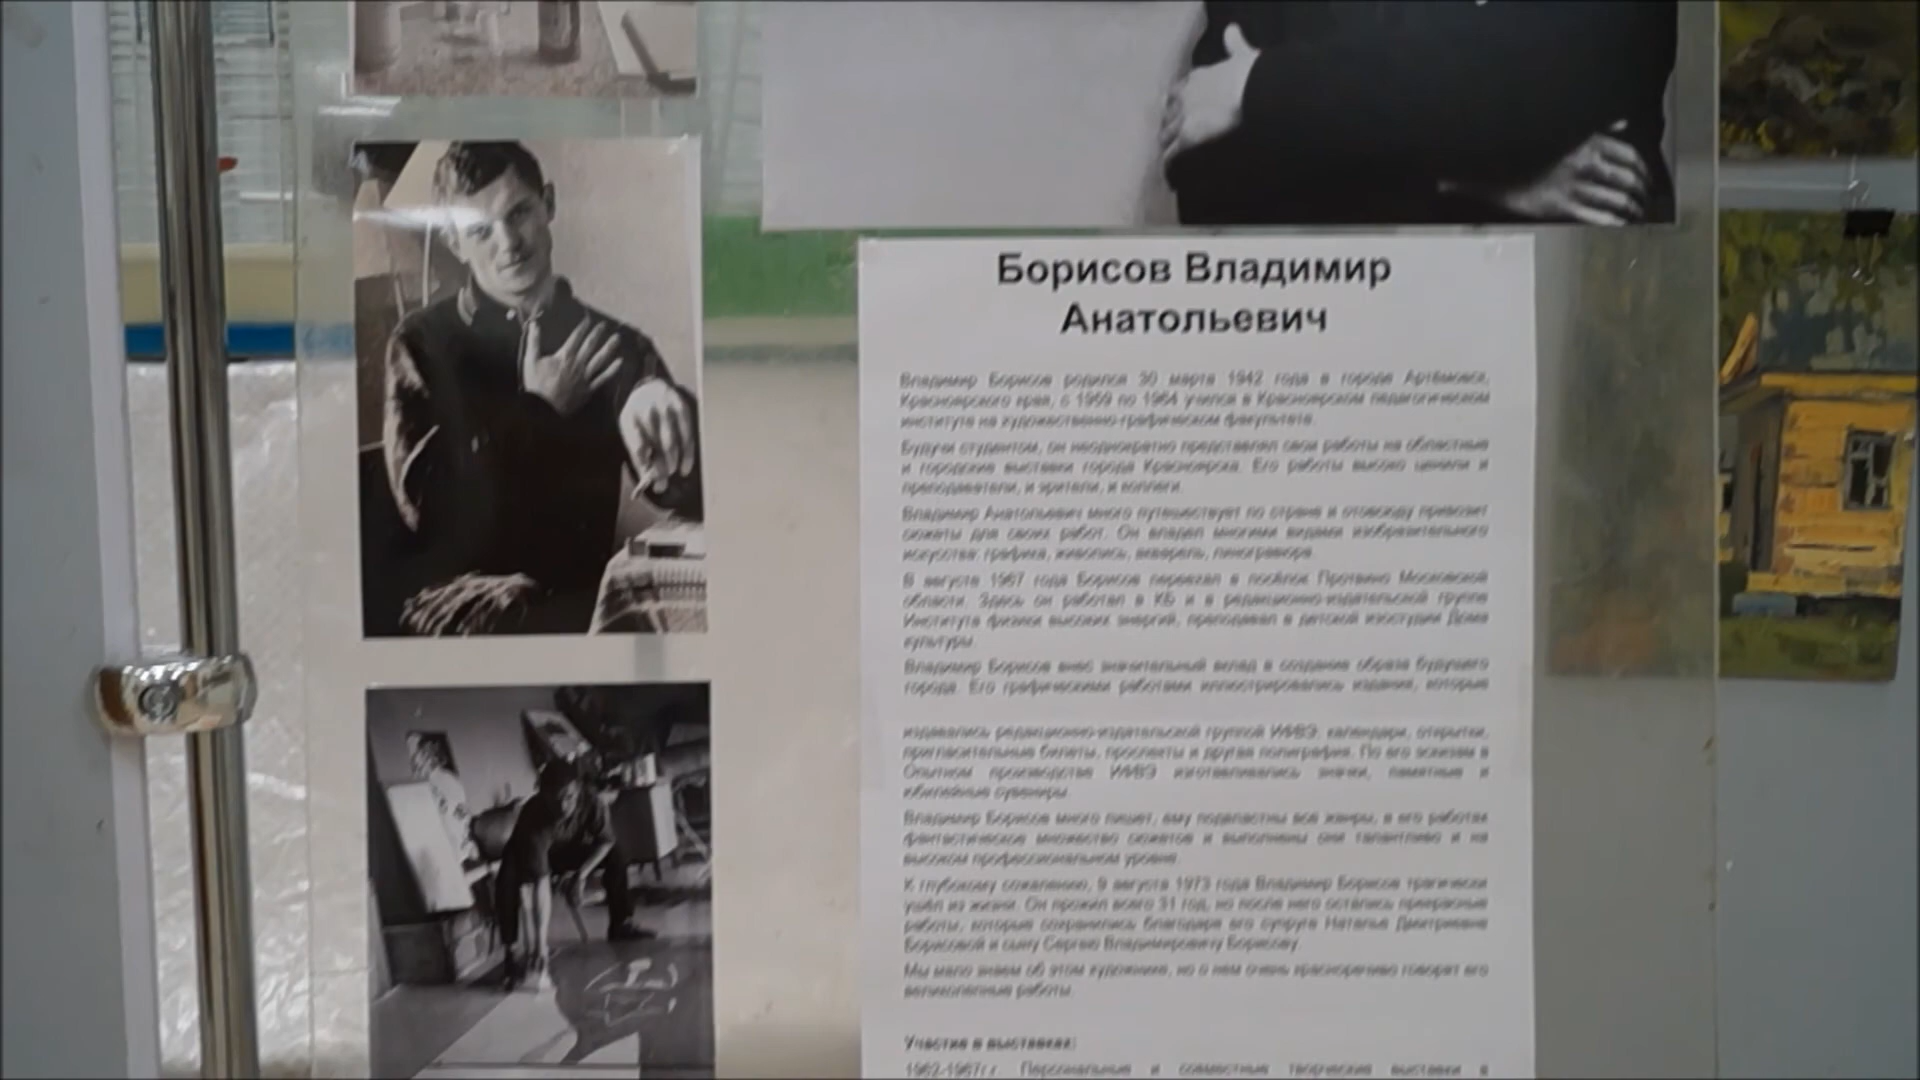 Борисов Владимир
Анатольевич
Владимир Борисов родился 30 марта 1942 года в городе Артёмовск,
Красноярского края, с 1959 по 1964 учился в Красноярском педагогическом
институте на художественно-графическом факультете.
Будучи студентом, он неоднократно представлял свои работы на областные
и городские выставки города Красноярска. Его работы высоко ценили и
преподаватели, и зрители, и коллеги.
Владимир Анатольевич много путешествует по стране и отовсюду привозит
сюжеты для своих работ. Он владел многими видами изобразительного
искусства: графика, живопись, акварель, линогравюра.
В августе 1967 года Борисов переехал в посёлок Протвино Московской
области. Здесь он работал в КБ и в редакционно-издательской группе
Института физики высоких энергий, преподавал в детской изостудии Дома
культуры.
Владимир Борисов внёс значительный вклад в создание образа будущего
города. Его графическими работами иллюстрировались издания, которые
издавались редакционно-издательской группой ИФВЭ: календари, открытки,
пригласительные билеты, проспекты и другая полиграфия. По его эскизам в
Опытном производстве ИФВЭ изготавливались значки, памятные и
юбилейные сувениры.
Владимир Борисов много пишет, ему подвластны все жанры, в его работах
фантастическое множество сюжетов и выполнены они талантливо и на
высоком профессиональном уровне.
К глубокому сожалению, 9 августа 1973 года Владимир Борисов трагически
ушёл из жизни. Он прожил всего 31 год, но после него остались прекрасные
работы, которые сохранились благодаря его супруге Наталье Дмитриевне
Борисовой и сыну Сергею Владимировичу Борисову.
Мы мало знаем об этом художнике, но о нем очень красноречиво говорят его
великолепные работы.
Участие в выставках:
1962-1967г.г. Персональные и совместные творческие выставки в